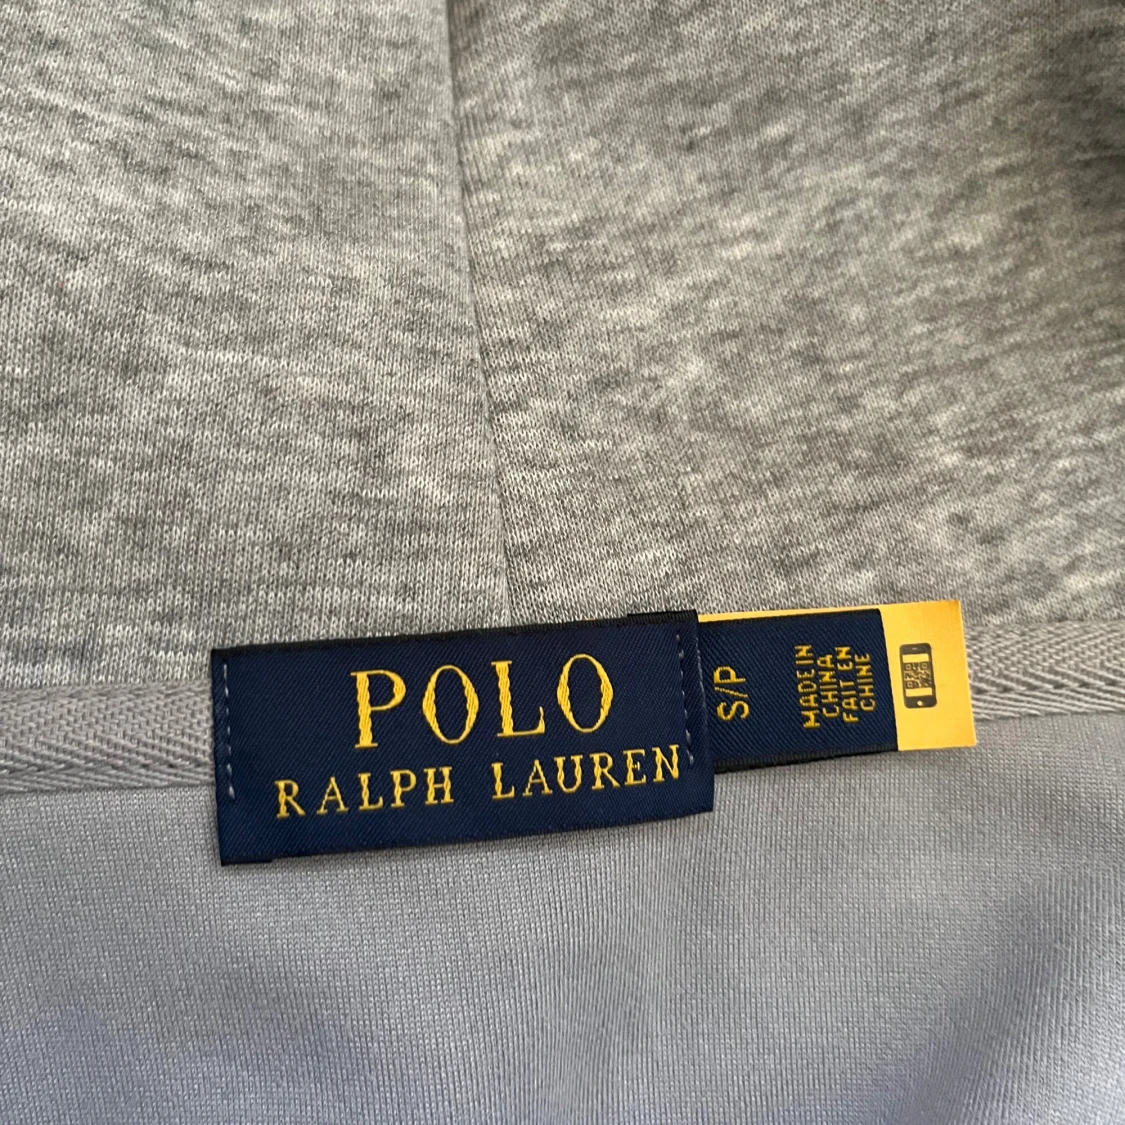 POLO
RALPH LAUREN
S/P
MADE IN
CHINA
FAIT EN
CHINE